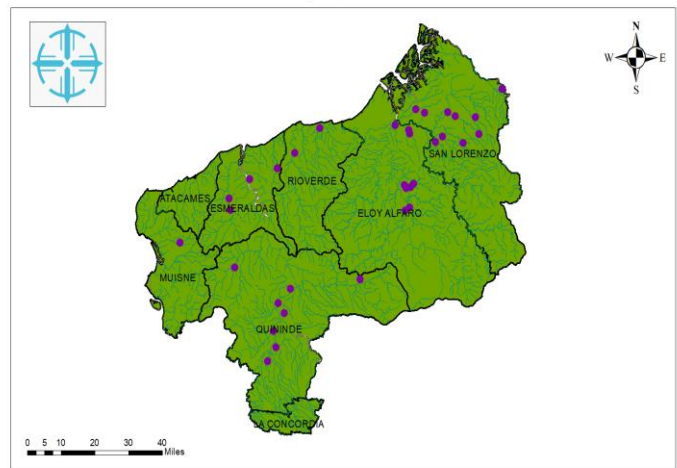 N
W E
S
SAN LORENZO
RIOVERDE
ATACAMES
ESMERALDAS
ELOY ALFARO
MUISNE
QUININDE
LA CONCORDIA
0 5 10 20 30 40
Miles